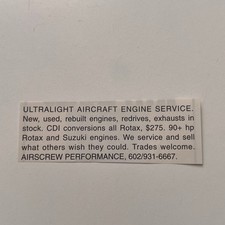 ULTRALIGHT AIRCRAFT ENGINE SERVICE.
New, used, rebuilt engines, redrives, exhausts in
stock. CDI conversions all Rotax, $275. 90+ hp
Rotax and Suzuki engines. We service and sell
what others wish they could. Trades welcome.
AIRSCREW PERFORMANCE, 602/931-6667.